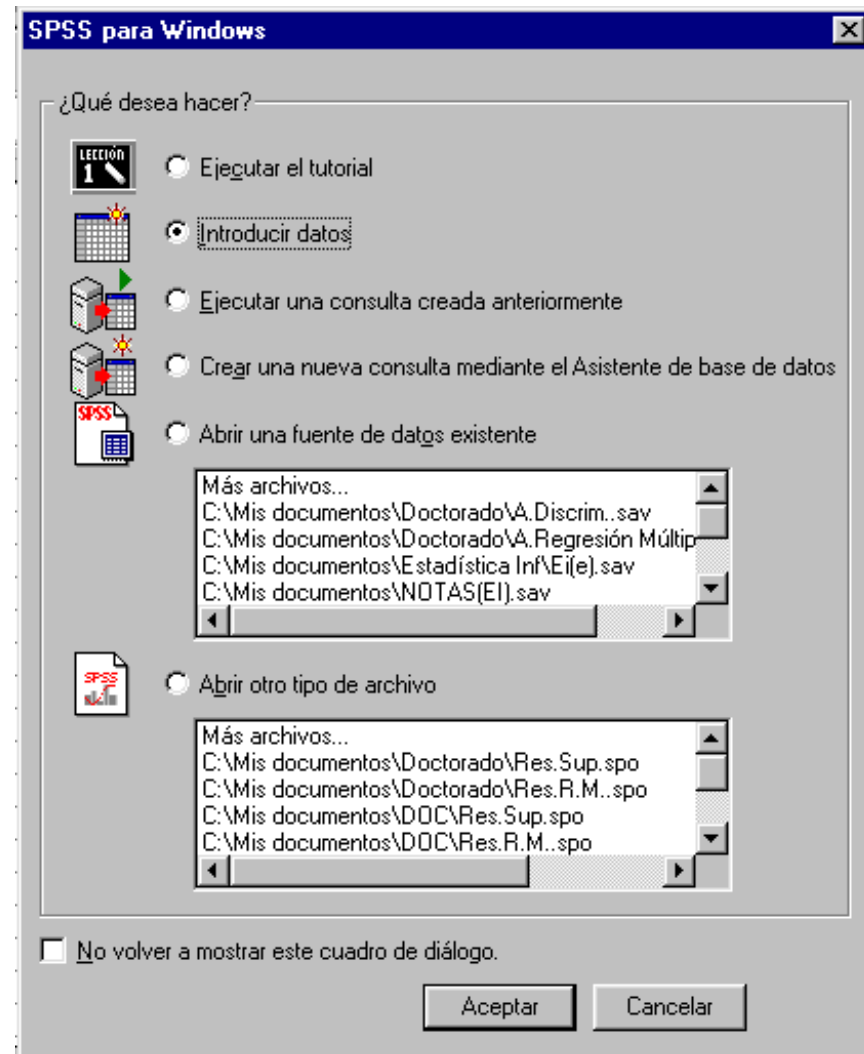 SPSS para Windows
¿Qué desea hacer?
LECCIÓN
1
Ejecutar el tutorial
Introducir datos
Ejecutar una consulta creada anteriormente
Crear una nueva consulta mediante el Asistente de base de datos
SPSS
Abrir una fuente de datos existente
Más archivos...
C:\Mis documentos\Doctorado\A.Discrim..sav
C:\Mis documentos\Doctorado\A.Regresión Múltip
C:\Mis documentos\Estadística Inf\Ei(e).sav
C:\Mis documentos\NOTAS(EI).sav
SPSS
Abrir otro tipo de archivo
Más archivos...
C:\Mis documentos\Doctorado\Res.Sup.spo
C:\Mis documentos\Doctorado\Res.R.M..spo
C:\Mis documentos\DOC\Res.Sup.spo
C:\Mis documentos\DOC\Res.R.M..spo
No volver a mostrar este cuadro de diálogo.
Aceptar
Cancelar